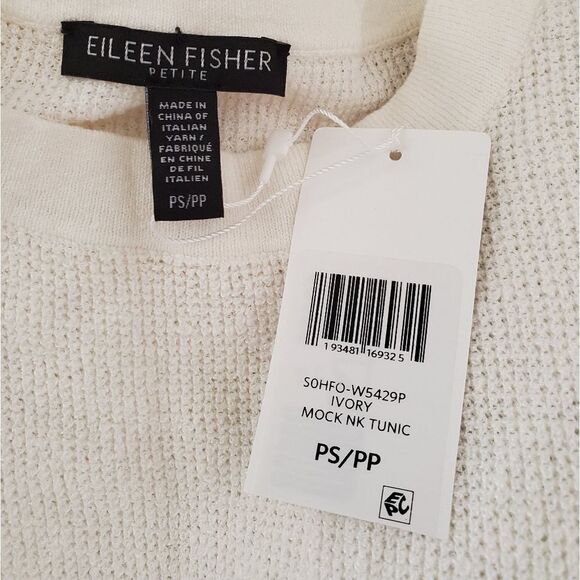 EILEEN FISHER
PETITE
MADE IN
CHINA OF
ITALIAN
YARN /
FABRIQUÉ
EN CHINE
DE FIL
ITALIEN
PS/PP
1 93481 16932 5
S0HFO-W5429P
IVORY
MOCK NK TUNIC
PS/PP
EPC